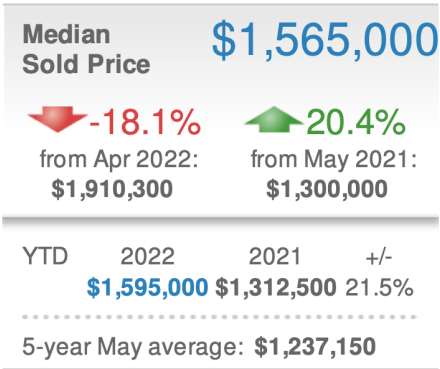 Median
Sold Price
$1,565,000
-18.1%
from Apr 2022:
$1,910,300
20.4%
from May 2021:
$1,300,000
YTD 2022 2021 +/-
$1,595,000 $1,312,500 21.5%
5-year May average: $1,237,150